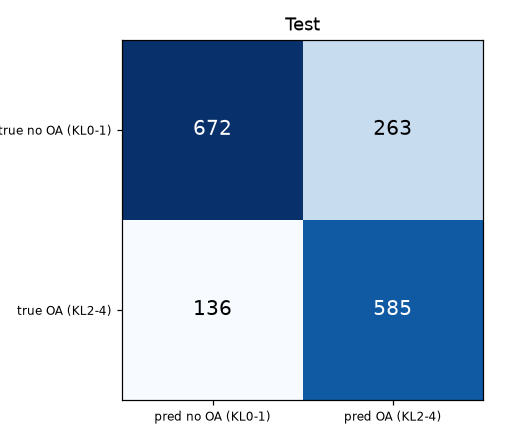 Test
true no OA (KL0-1)
672
263
true OA (KL2-4)
136
585
pred no OA (KL0-1)
pred OA (KL2-4)